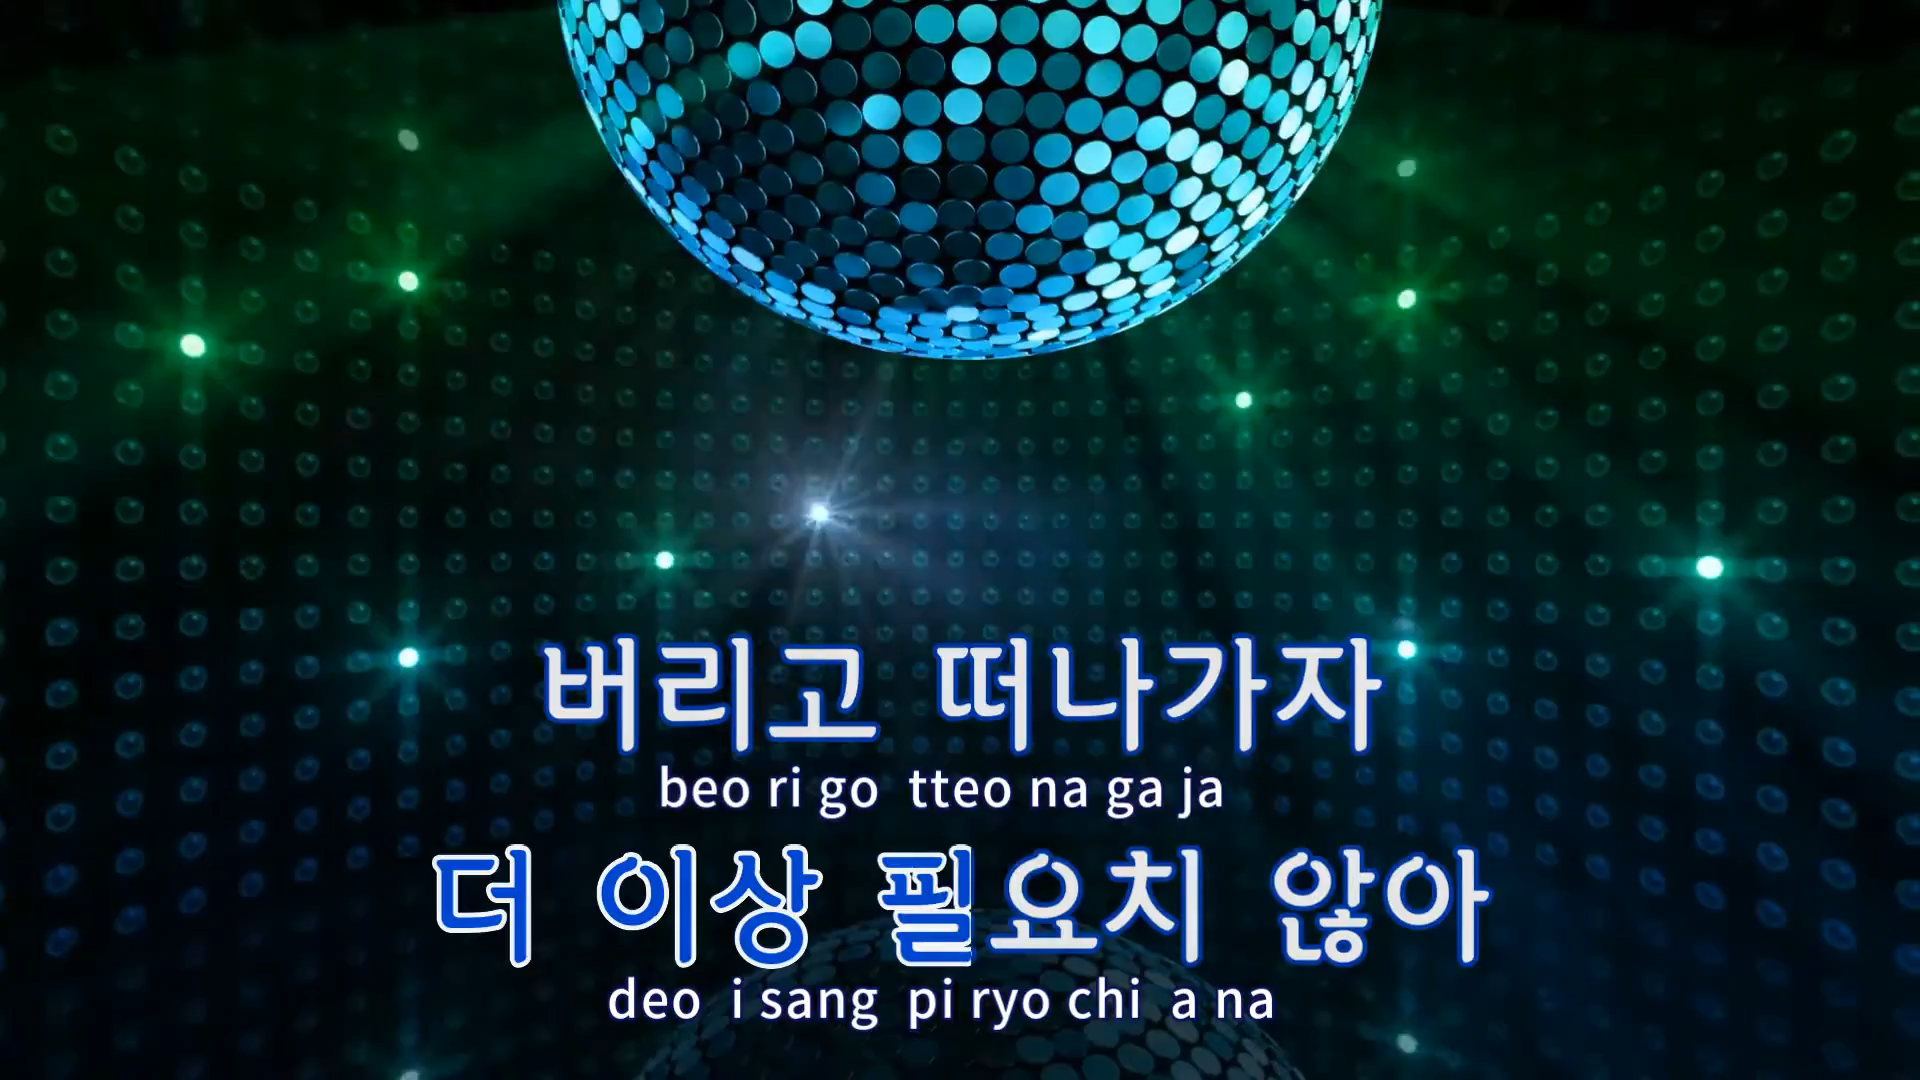 버리고 떠나가자
beo ri go tteo na ga ja
더 이상 필요치 않아
deo i sang pi ryo chi a na